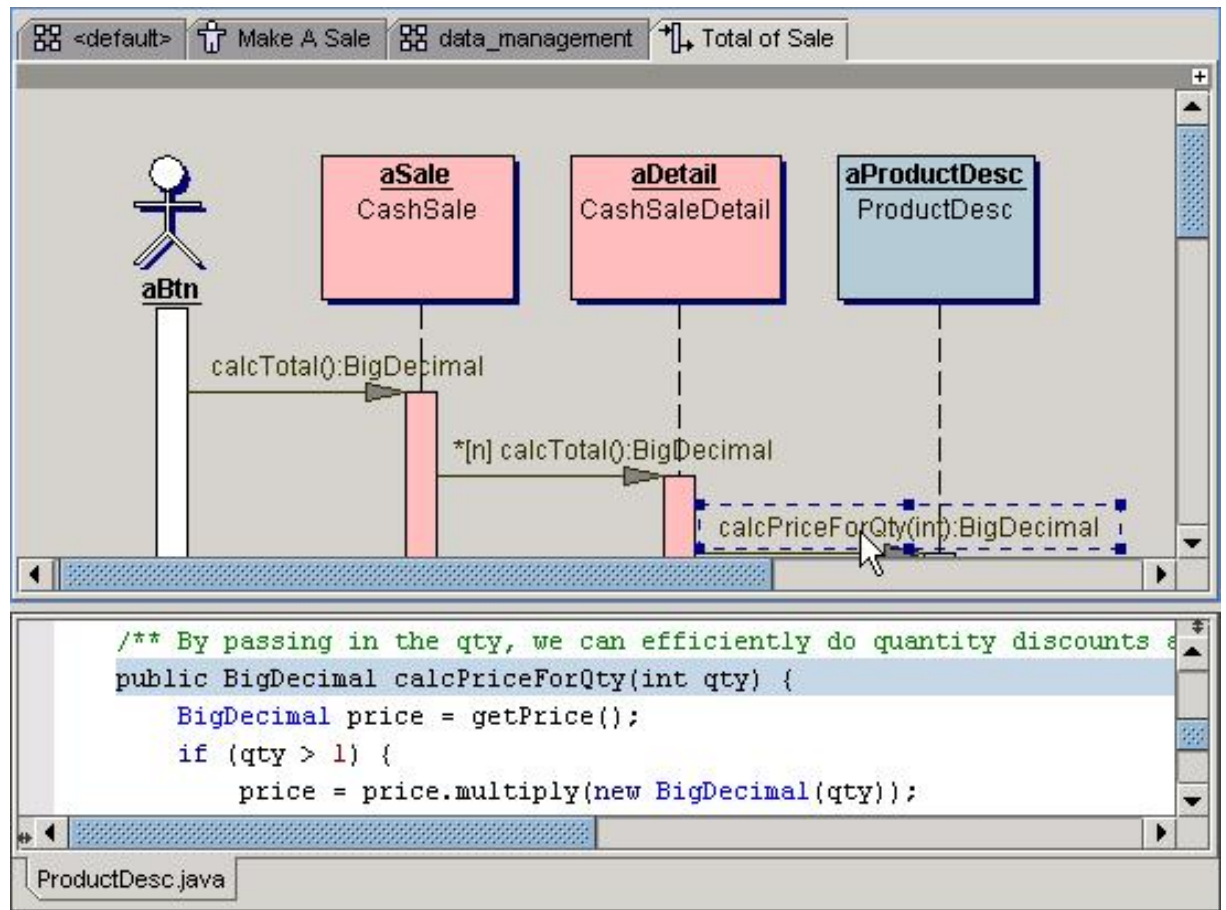 <default> Make A Sale data_management Total of Sale
aSale aDetail aProductDesc
CashSale CashSaleDetail ProductDesc
aBtn
calcTotal():BigDecimal
*[n] calcTotal():BigDecimal
calcPriceForQty(int):BigDecimal
/** By passing in the qty, we can efficiently do quantity discounts
public BigDecimal calcPriceForQty(int qty) {
BigDecimal price = getPrice();
if (qty > 1) {
price = price.multiply(new BigDecimal(qty));
ProductDesc.java